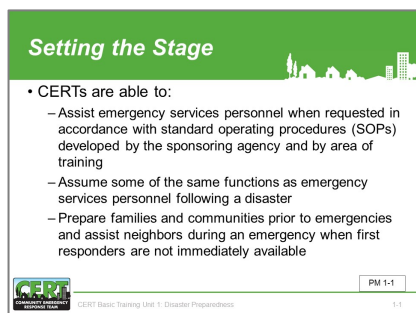 Setting the Stage
• CERTs are able to:
– Assist emergency services personnel when requested in
accordance with standard operating procedures (SOPs)
developed by the sponsoring agency and by area of
training
– Assume some of the same functions as emergency
services personnel following a disaster
– Prepare families and communities prior to emergencies
and assist neighbors during an emergency when first
responders are not immediately available
PM 1-1
CERT
COMMUNITY EMERGENCY
RESPONSE TEAM
CERT Basic Training Unit 1: Disaster Preparedness
1-1